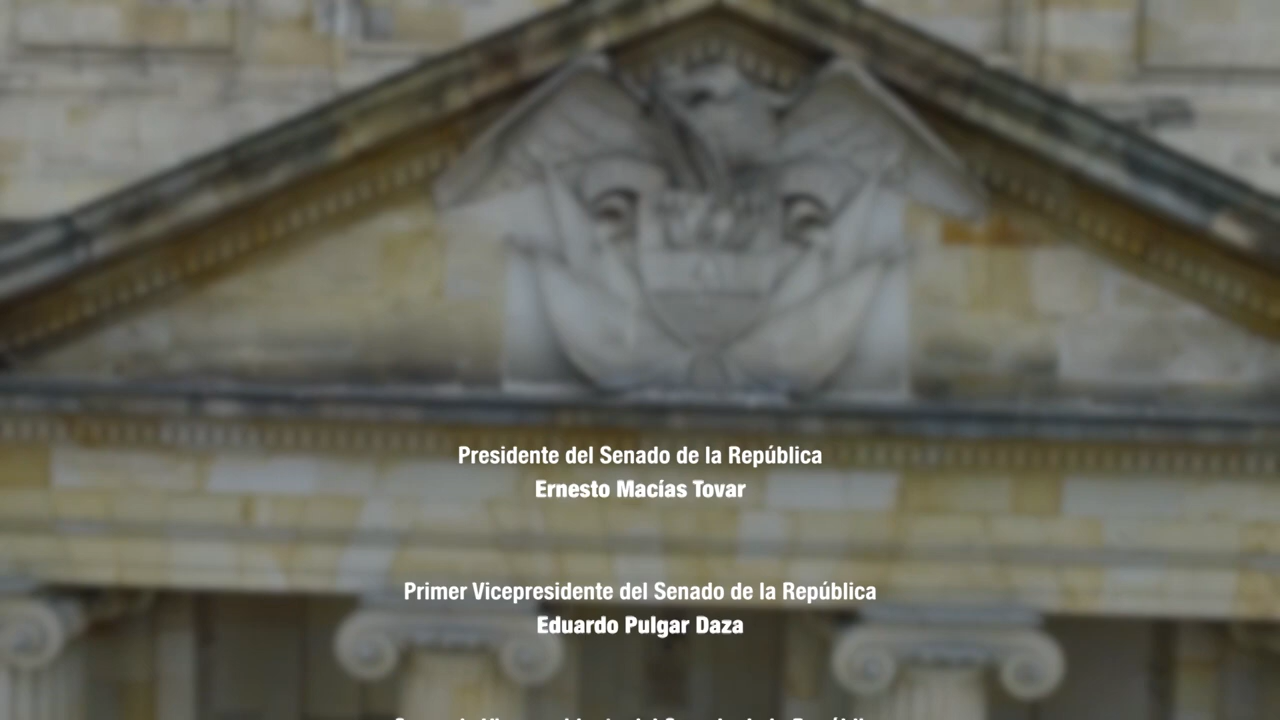 Presidente del Senado de la República
Ernesto Macías Tovar
Primer Vicepresidente del Senado de la República
Eduardo Pulgar Daza